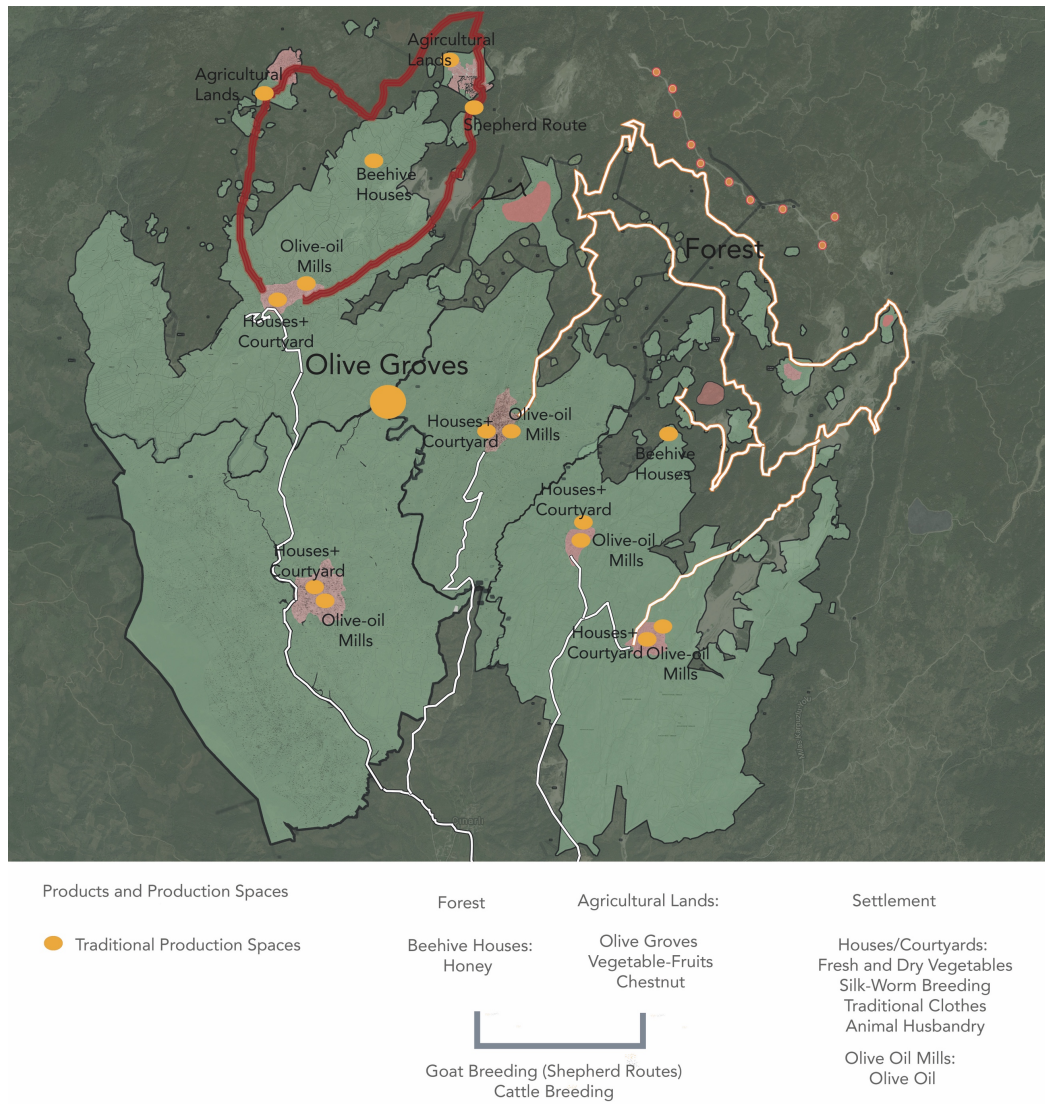 Agircultural
Lands
Agricultural
Lands
Shepherd Route
Beehive
Houses
Olive-oil
Mills
Forest
Houses+
Courtyard
Olive Groves
Houses+
Courtyard
Olive-oil
Mills
Beehive
Houses
Houses+
Courtyard
Olive-oil
Mills
Houses+
Courtyard
Olive-oil
Mills
Houses+
Courtyard
Olive-oil
Mills
Products and Production Spaces
Traditional Production Spaces
Forest
Beehive Houses:
Honey
Agricultural Lands:
Olive Groves
Vegetable-Fruits
Chestnut
Goat Breeding (Shepherd Routes)
Cattle Breeding
Settlement
Houses/Courtyards:
Fresh and Dry Vegetables
Silk-Worm Breeding
Traditional Clothes
Animal Husbandry
Olive Oil Mills:
Olive Oil